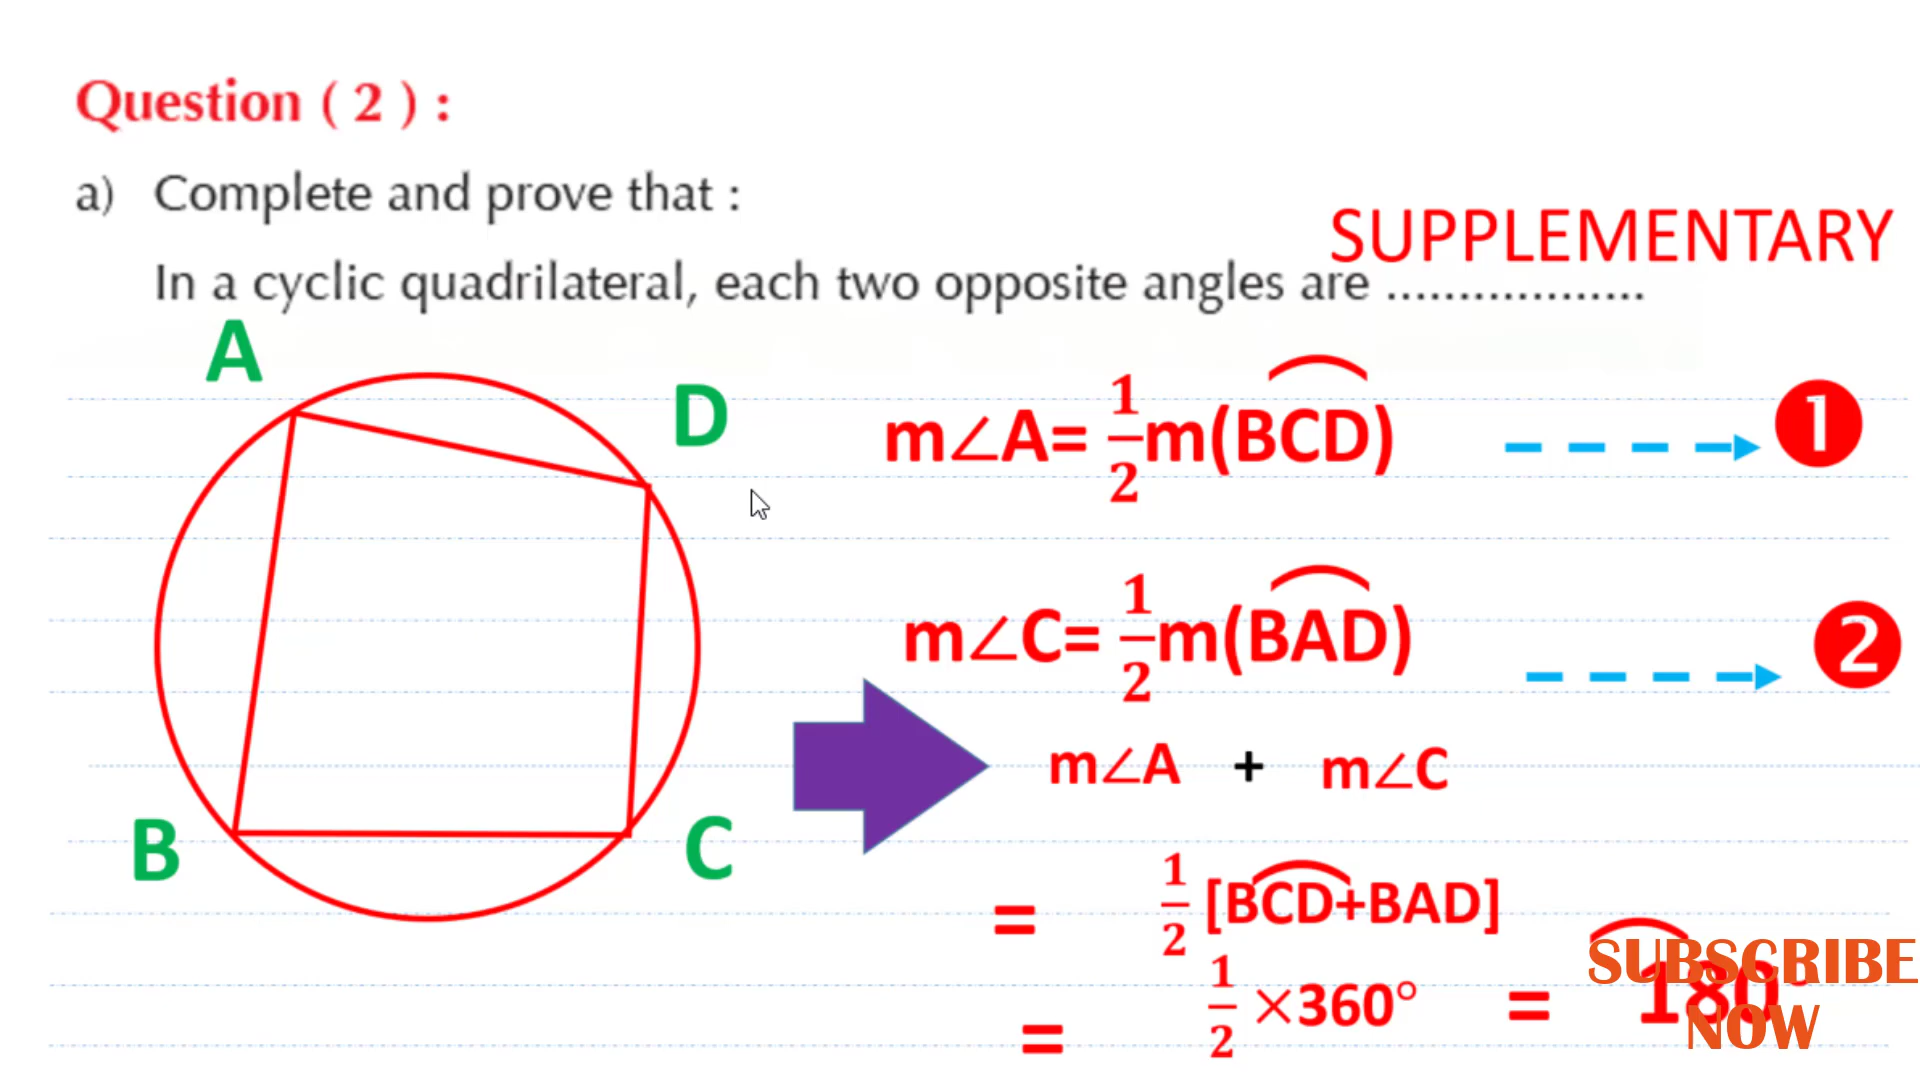 Question ( 2 ) :
a) Complete and prove that :
SUPPLEMENTARY
In a cyclic quadrilateral, each two opposite angles are ..................
A
D
B
C
m∠A= 1/2 m(BCD)
1
m∠C= 1/2 m(BAD)
2
m∠A + m∠C
= 1/2 [BCD+BAD]
= 1/2 ×360° = 180°
SUBSCRIBE
NOW